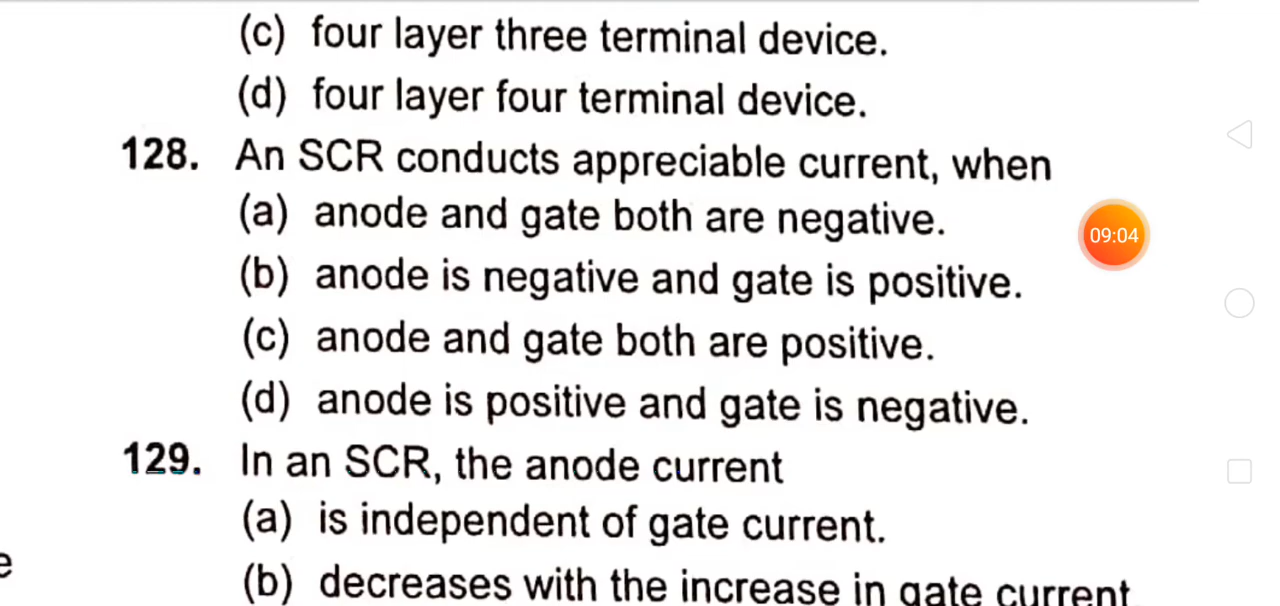 (c) four layer three terminal device.
(d) four layer four terminal device.
128. An SCR conducts appreciable current, when
(a) anode and gate both are negative.
09:04
(b) anode is negative and gate is positive.
(c) anode and gate both are positive.
(d) anode is positive and gate is negative.
129. In an SCR, the anode current
(a) is independent of gate current.
e
(b) decreases with the increase in gate current